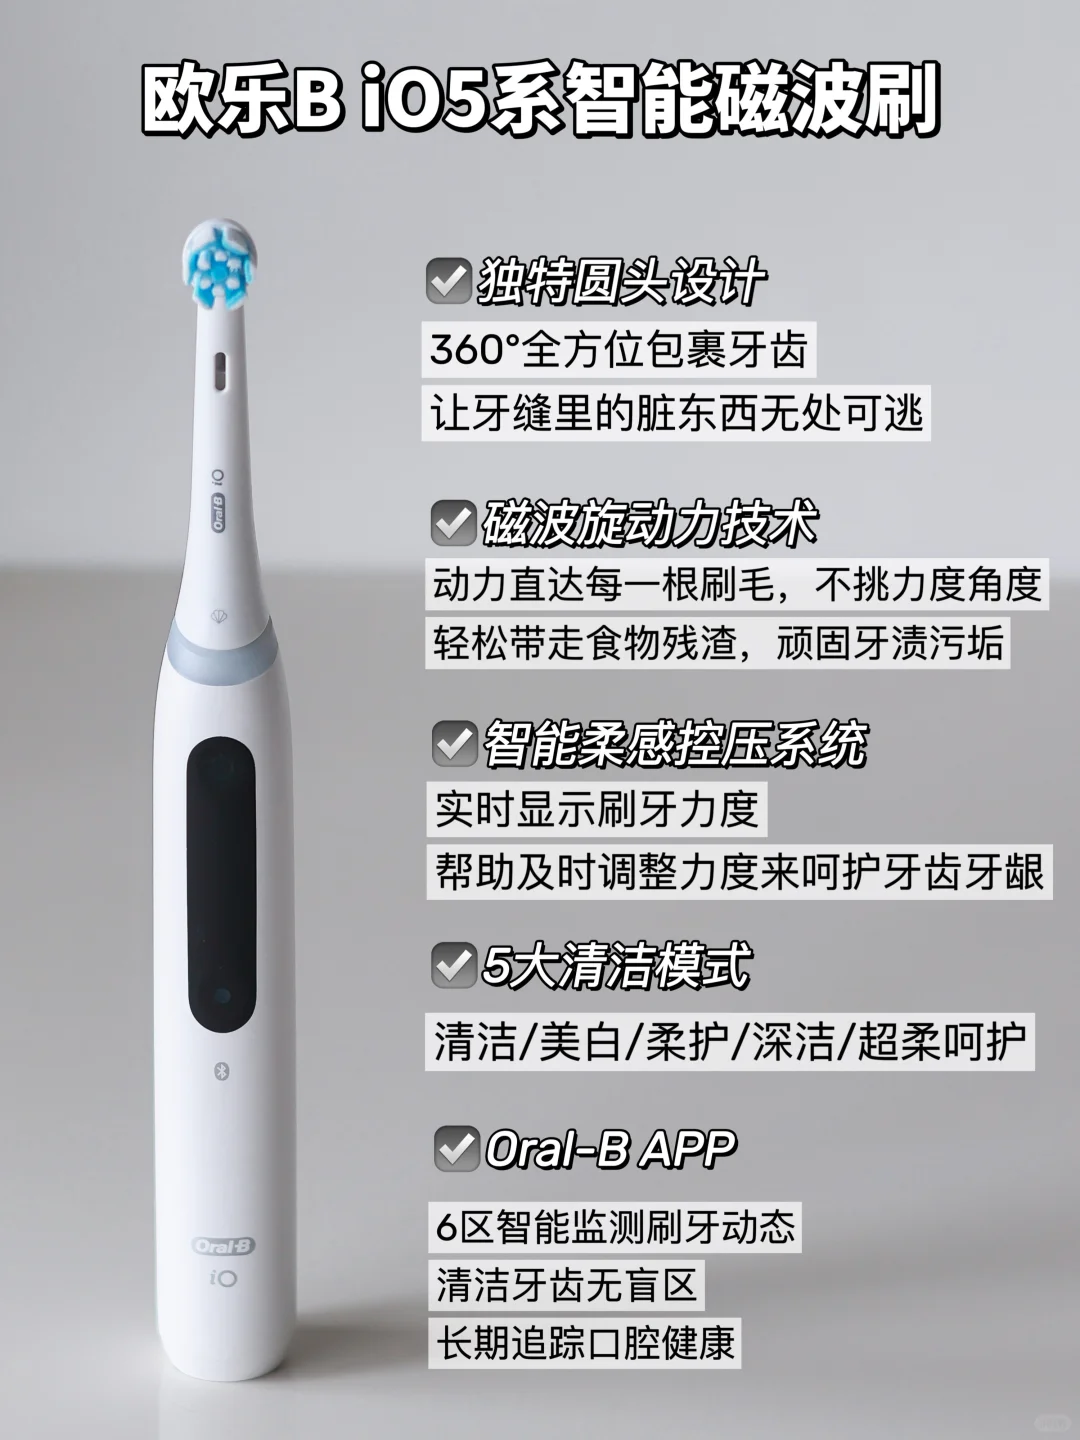 欧乐B iO5系智能磁波刷
独特圆头设计
360°全方位包裹牙齿
让牙缝里的脏东西无处可逃
磁波旋动力技术
动力直达每一根刷毛，不挑力度角度
轻松带走食物残渣，顽固牙渍污垢
智能柔感控压系统
实时显示刷牙力度
帮助及时调整力度来呵护牙齿牙龈
5大清洁模式
清洁/美白/柔护/深洁/超柔呵护
Oral-B APP
6区智能监测刷牙动态
清洁牙齿无盲区
长期追踪口腔健康
Oral-B iO
Oral-B
iO